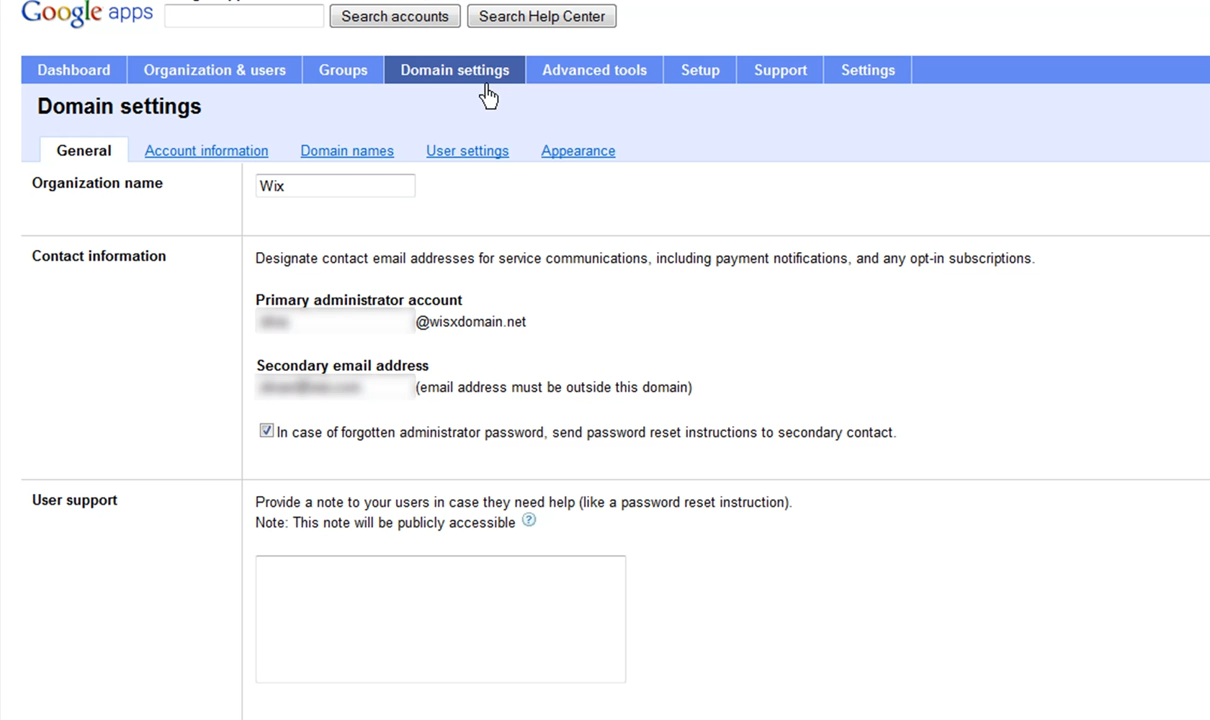 Google apps
Search accounts
Search Help Center
Dashboard
Organization & users
Groups
Domain settings
Advanced tools
Setup
Support
Settings
Domain settings
General
Account information
Domain names
User settings
Appearance
Organization name
Wix
Contact information
Designate contact email addresses for service communications, including payment notifications, and any opt-in subscriptions.
Primary administrator account
@wisxdomain.net
Secondary email address
(email address must be outside this domain)
In case of forgotten administrator password, send password reset instructions to secondary contact.
User support
Provide a note to your users in case they need help (like a password reset instruction).
Note: This note will be publicly accessible ?